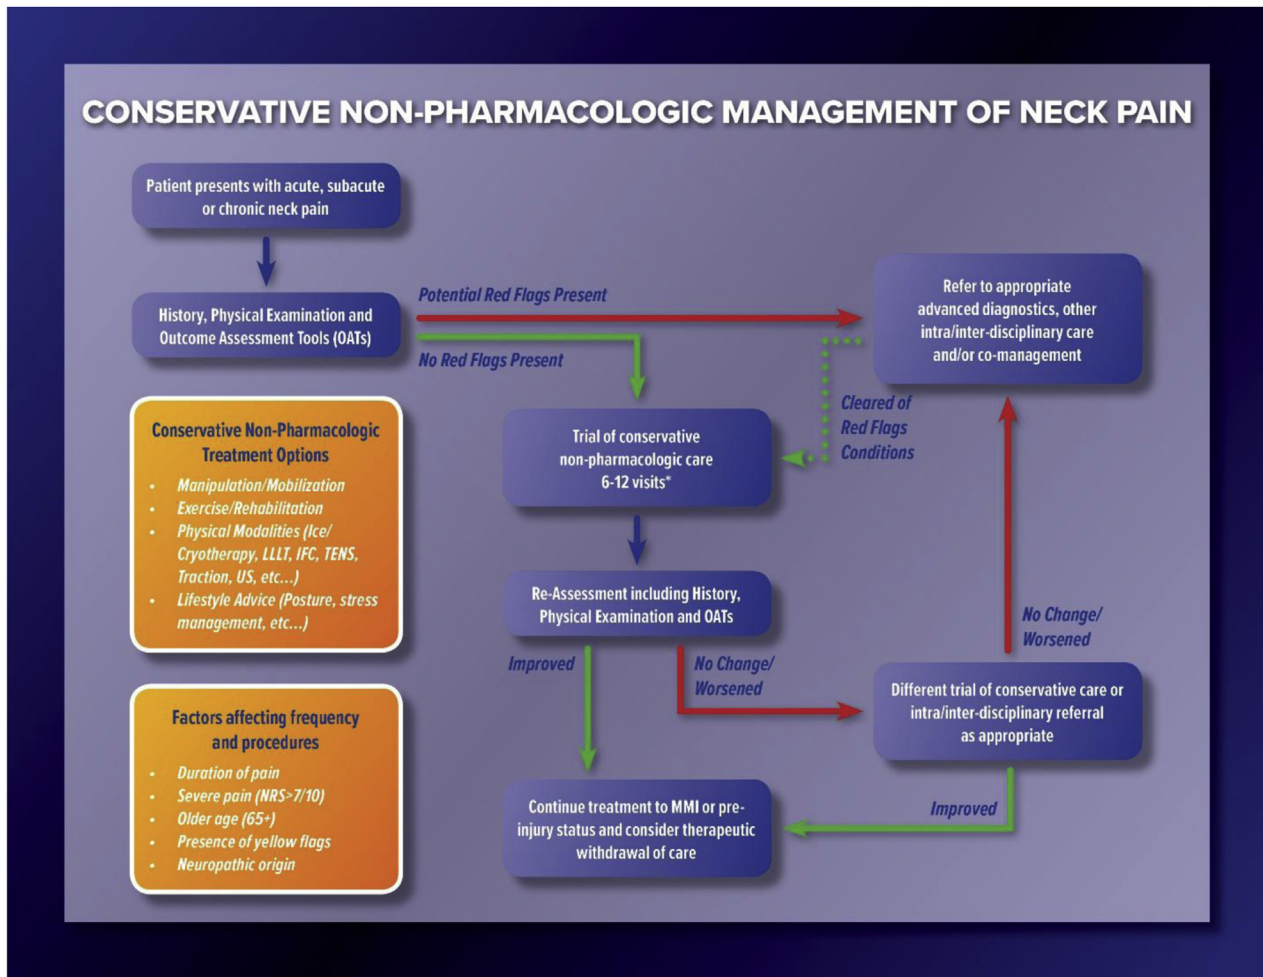 CONSERVATIVE NON-PHARMACOLOGIC MANAGEMENT OF NECK PAIN
Patient presents with acute, subacute
or chronic neck pain
History, Physical Examination and
Outcome Assessment Tools (OATs)
Potential Red Flags Present
No Red Flags Present
Refer to appropriate
advanced diagnostics, other
intra/inter-disciplinary care
and/or co-management
Cleared of
Red Flags
Conditions
Trial of conservative
non-pharmacologic care
6-12 visits*
Re-Assessment including History,
Physical Examination and OATs
Improved
No Change/
Worsened
No Change/
Worsened
Different trial of conservative care or
intra/inter-disciplinary referral
as appropriate
Improved
Continue treatment to MMI or pre-
injury status and consider therapeutic
withdrawal of care
Conservative Non-Pharmacologic
Treatment Options
• Manipulation/Mobilization
• Exercise/Rehabilitation
• Physical Modalities (Ice/
Cryotherapy, LLLT, IFC, TENS,
Traction, US, etc...)
• Lifestyle Advice (Posture, stress
management, etc...)
Factors affecting frequency
and procedures
• Duration of pain
• Severe pain (NRS>7/10)
• Older age (65+)
• Presence of yellow flags
• Neuropathic origin